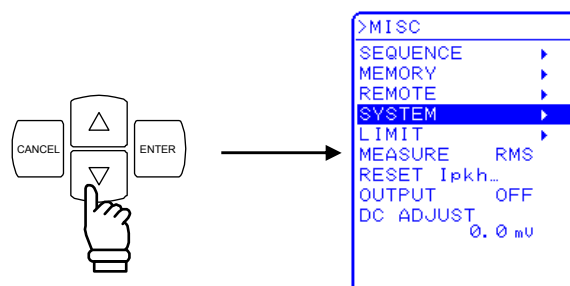 CANCEL
ENTER
>MISC
SEQUENCE
MEMORY
REMOTE
SYSTEM
LIMIT
MEASURE RMS
RESET Ipkh…
OUTPUT OFF
DC ADJUST
0.0 mV